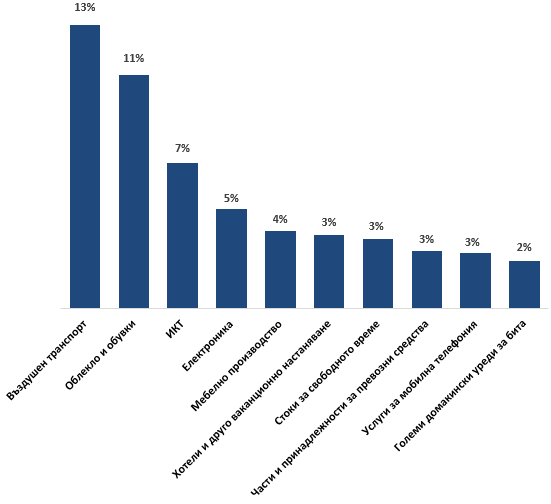 13%
11%
7%
5%
4%
3%
3%
3%
3%
2%
Въздушен транспорт
Облекло и обувки
ИКТ
Електроника
Мебелно производство
Хотели и друго ваканционно настаняване
Стоки за свободното време
Части и принадлежности за превозни средства
Услуги за мобилна телефония
Големи домакински уреди за бита